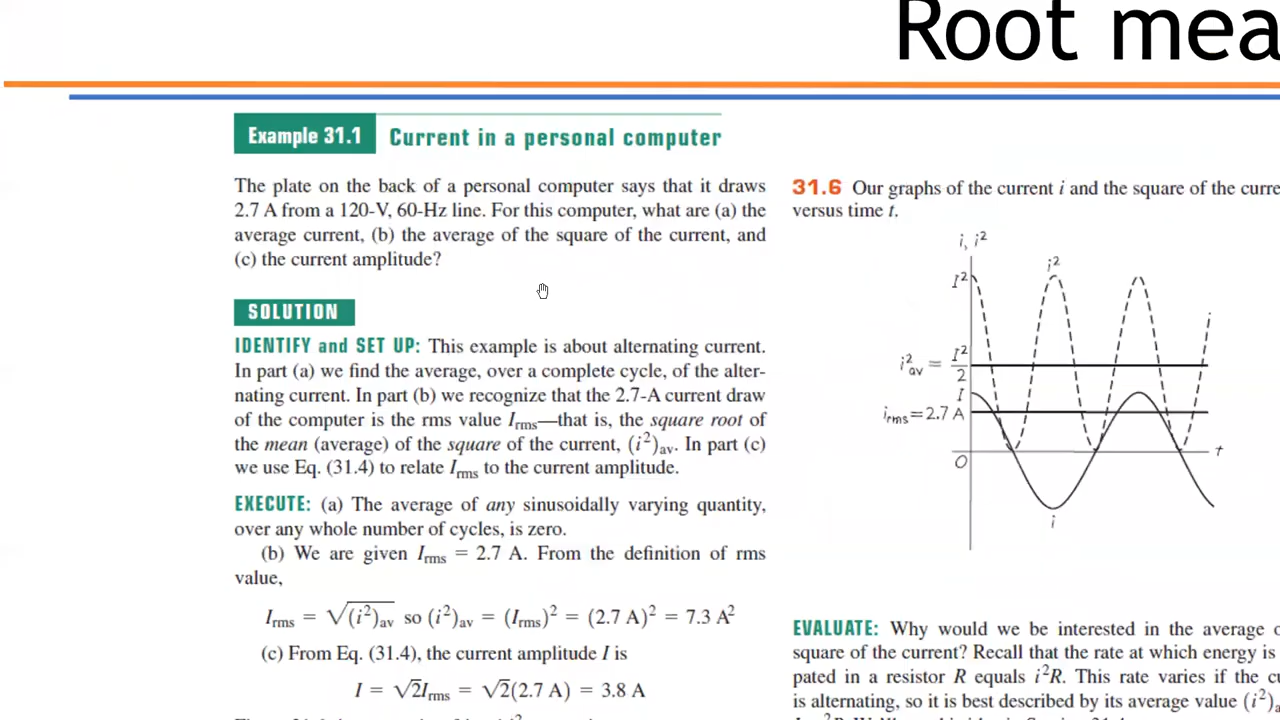 Root mea
Example 31.1 Current in a personal computer
The plate on the back of a personal computer says that it draws
2.7 A from a 120-V, 60-Hz line. For this computer, what are (a) the
average current, (b) the average of the square of the current, and
(c) the current amplitude?
SOLUTION
IDENTIFY and SET UP: This example is about alternating current.
In part (a) we find the average, over a complete cycle, of the alter-
nating current. In part (b) we recognize that the 2.7-A current draw
of the computer is the rms value Irms—that is, the square root of
the mean (average) of the square of the current, (i²)av. In part (c)
we use Eq. (31.4) to relate Irms to the current amplitude.
EXECUTE: (a) The average of any sinusoidally varying quantity,
over any whole number of cycles, is zero.
(b) We are given Irms = 2.7 A. From the definition of rms
value,
Irms = √(i²)av so (i²)av = (Irms)² = (2.7 A)² = 7.3 A²
(c) From Eq. (31.4), the current amplitude I is
I = √2Irms = √2(2.7 A) = 3.8 A
31.6 Our graphs of the current i and the square of the curre
versus time t.
i, i²
i²
I²
i²av = I²/2
I
irms = 2.7 A
O
t
i
EVALUATE: Why would we be interested in the average o
square of the current? Recall that the rate at which energy is
pated in a resistor R equals i²R. This rate varies if the cu
is alternating, so it is best described by its average value (i²)a